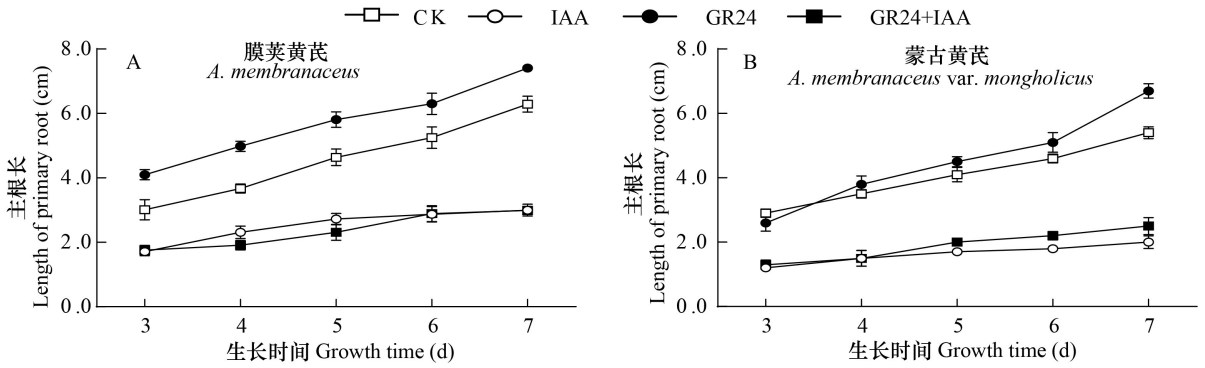 CK IAA GR24 GR24+IAA
A
膜荚黄芪
A. membranaceus
主根长
Length of primary root (cm)
8.0
6.0
4.0
2.0
0.0
3 4 5 6 7
生长时间 Growth time (d)
B
蒙古黄芪
A. membranaceus var. mongholicus
主根长
Length of primary root (cm)
8.0
6.0
4.0
2.0
0.0
3 4 5 6 7
生长时间 Growth time (d)